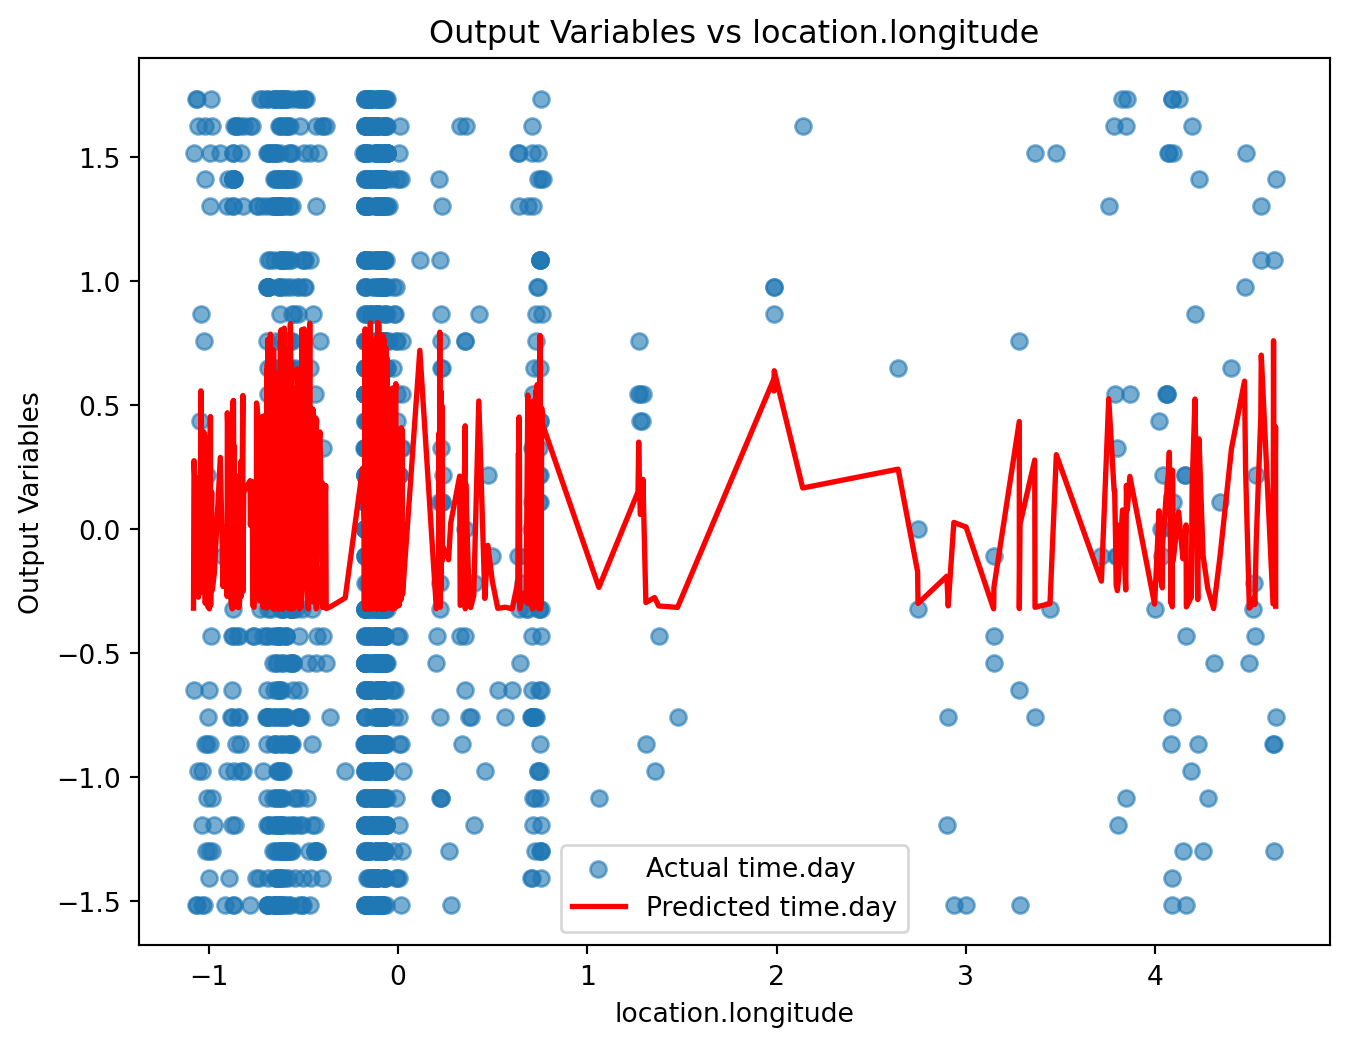 Output Variables vs location.longitude
Output Variables
1.5
1.0
0.5
0.0
−0.5
−1.0
−1.5
Actual time.day
Predicted time.day
−1
0
1
2
3
4
location.longitude